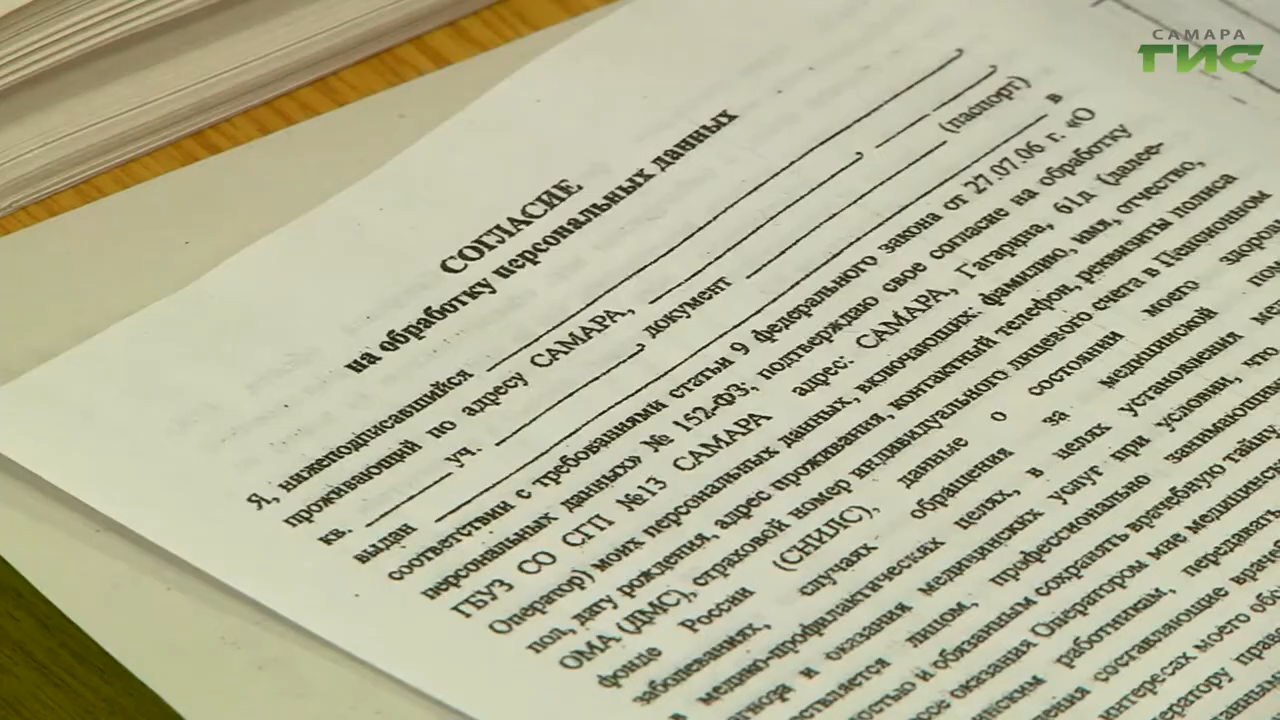 САМАРА
ГИС
СОГЛАСИЕ
на обработку персональных данных
Я, нижеподписавшийся
проживающий по адресу САМАРА,
кв. уч. , документ (паспорт)
выдан в
соответствии с требованиями статьи 9 федерального закона от 27.07.06 г. «О
персональных данных» № 152-ФЗ, подтверждаю свое согласие на обработку
ГБУЗ СО СГП №13 САМАРА адрес: САМАРА, Гагарина, 61д (далее-
Оператор) моих персональных данных, включающих: фамилию, имя, отчество,
пол, дату рождения, адрес проживания, контактный телефон, реквизиты полиса
ОМА (ДМС), страховой номер индивидуального лицевого счета в Пенсионном
фонде России (СНИЛС), данные о состоянии моего
заболеваниях, случаях обращения за медицинской
в медико-профилактических целях, в целях установления
и оказания медицинских услуг при условии, что
лицом, профессионально
и обязанным сохранять врачебную тайну.
оказания Оператором мне
работникам, передавать
составляющие
интересах моего